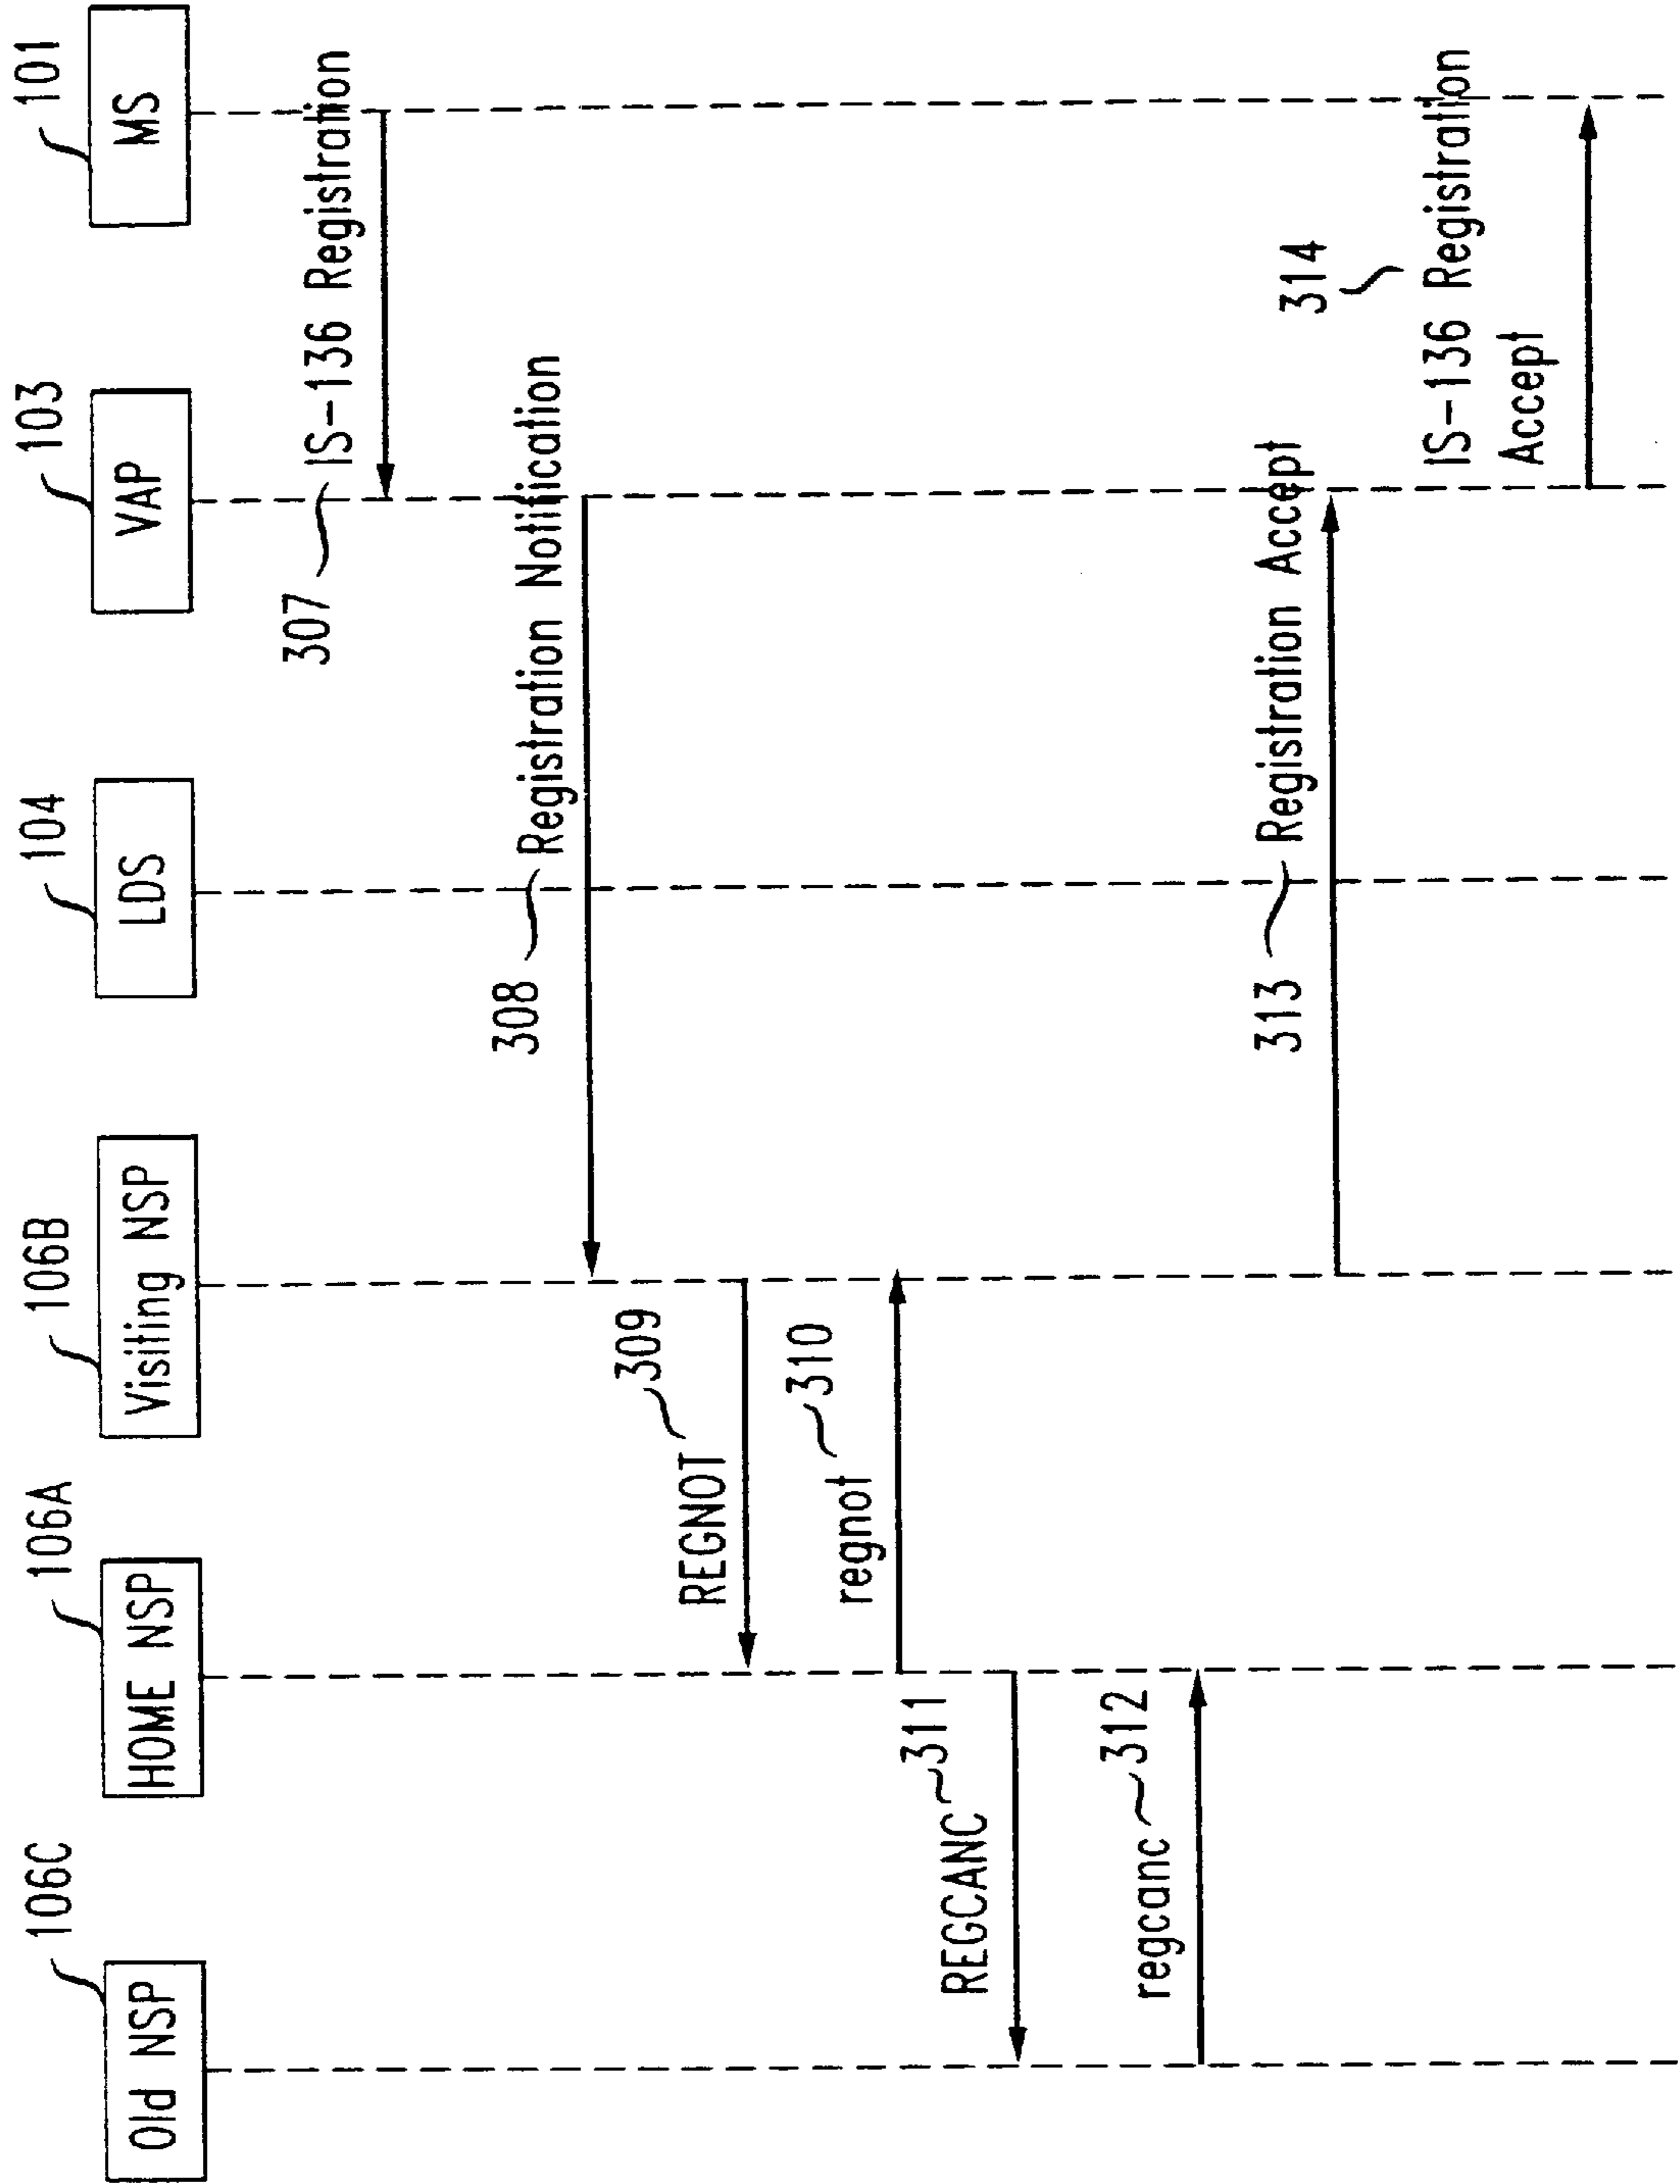 106C
106A
106B
104
103
101
Old NSP
HOME NSP
Visiting NSP
LDS
VAP
MS
307 IS-136 Registration
308 Registration Notification
309
REGNOT
310
regnot
REGCANC 311
regcanc 312
313 Registration Accept
314
IS-136 Registration
Accept